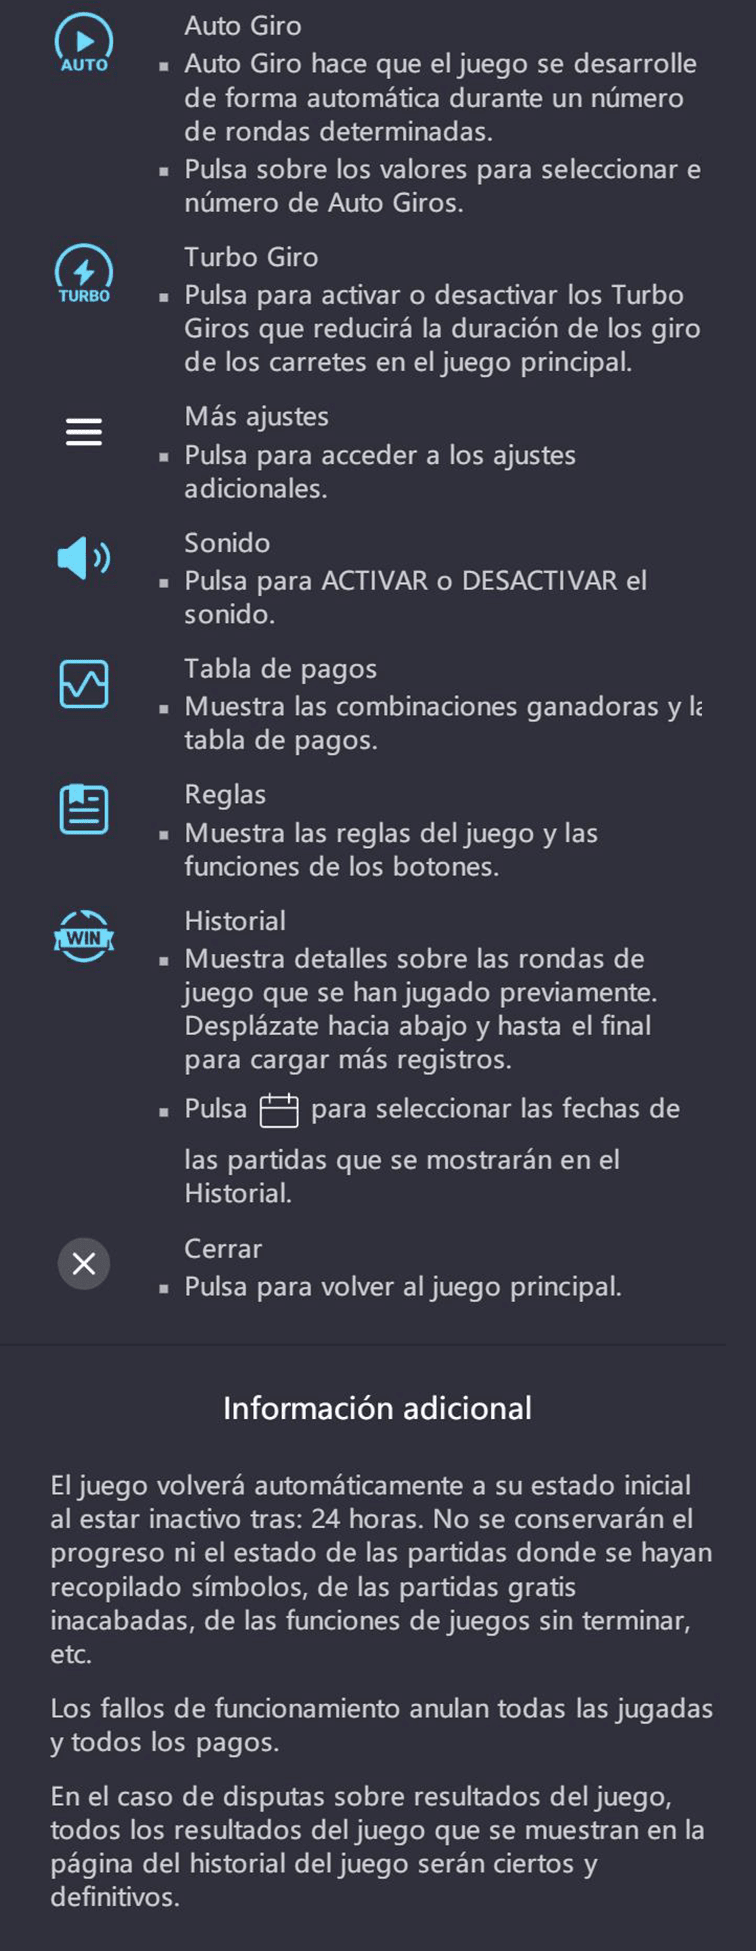 Auto Giro
AUTO
▪ Auto Giro hace que el juego se desarrolle
de forma automática durante un número
de rondas determinadas.
▪ Pulsa sobre los valores para seleccionar e
número de Auto Giros.
Turbo Giro
TURBO
▪ Pulsa para activar o desactivar los Turbo
Giros que reducirá la duración de los giro
de los carretes en el juego principal.
Más ajustes
▪ Pulsa para acceder a los ajustes
adicionales.
Sonido
▪ Pulsa para ACTIVAR o DESACTIVAR el
sonido.
Tabla de pagos
▪ Muestra las combinaciones ganadoras y la
tabla de pagos.
Reglas
▪ Muestra las reglas del juego y las
funciones de los botones.
Historial
WIN
▪ Muestra detalles sobre las rondas de
juego que se han jugado previamente.
Desplázate hacia abajo y hasta el final
para cargar más registros.
▪ Pulsa para seleccionar las fechas de
las partidas que se mostrarán en el
Historial.
Cerrar
▪ Pulsa para volver al juego principal.
Información adicional
El juego volverá automáticamente a su estado inicial
al estar inactivo tras: 24 horas. No se conservarán el
progreso ni el estado de las partidas donde se hayan
recopilado símbolos, de las partidas gratis
inacabadas, de las funciones de juegos sin terminar,
etc.
Los fallos de funcionamiento anulan todas las jugadas
y todos los pagos.
En el caso de disputas sobre resultados del juego,
todos los resultados del juego que se muestran en la
página del historial del juego serán ciertos y
definitivos.